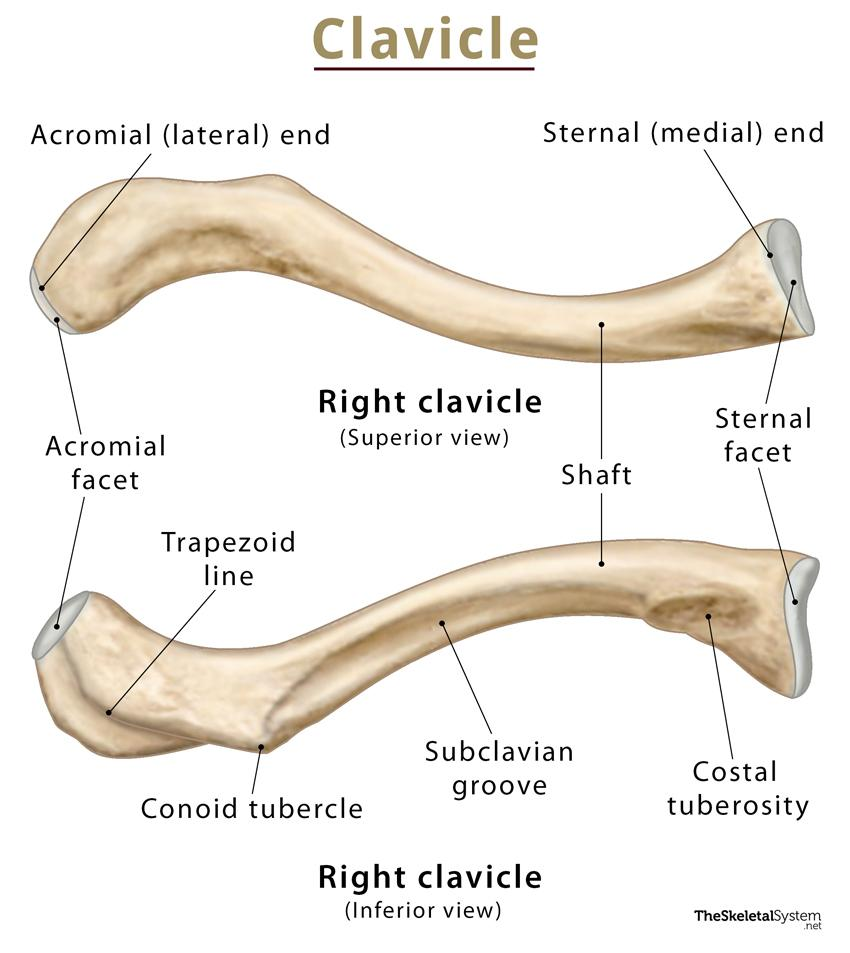 Clavicle
Acromial (lateral) end
Sternal (medial) end
Right clavicle
(Superior view)
Acromial
facet
Sternal
facet
Shaft
Trapezoid
line
Subclavian
groove
Costal
tuberosity
Conoid tubercle
Right clavicle
(Inferior view)
TheSkeletalSystem
.net